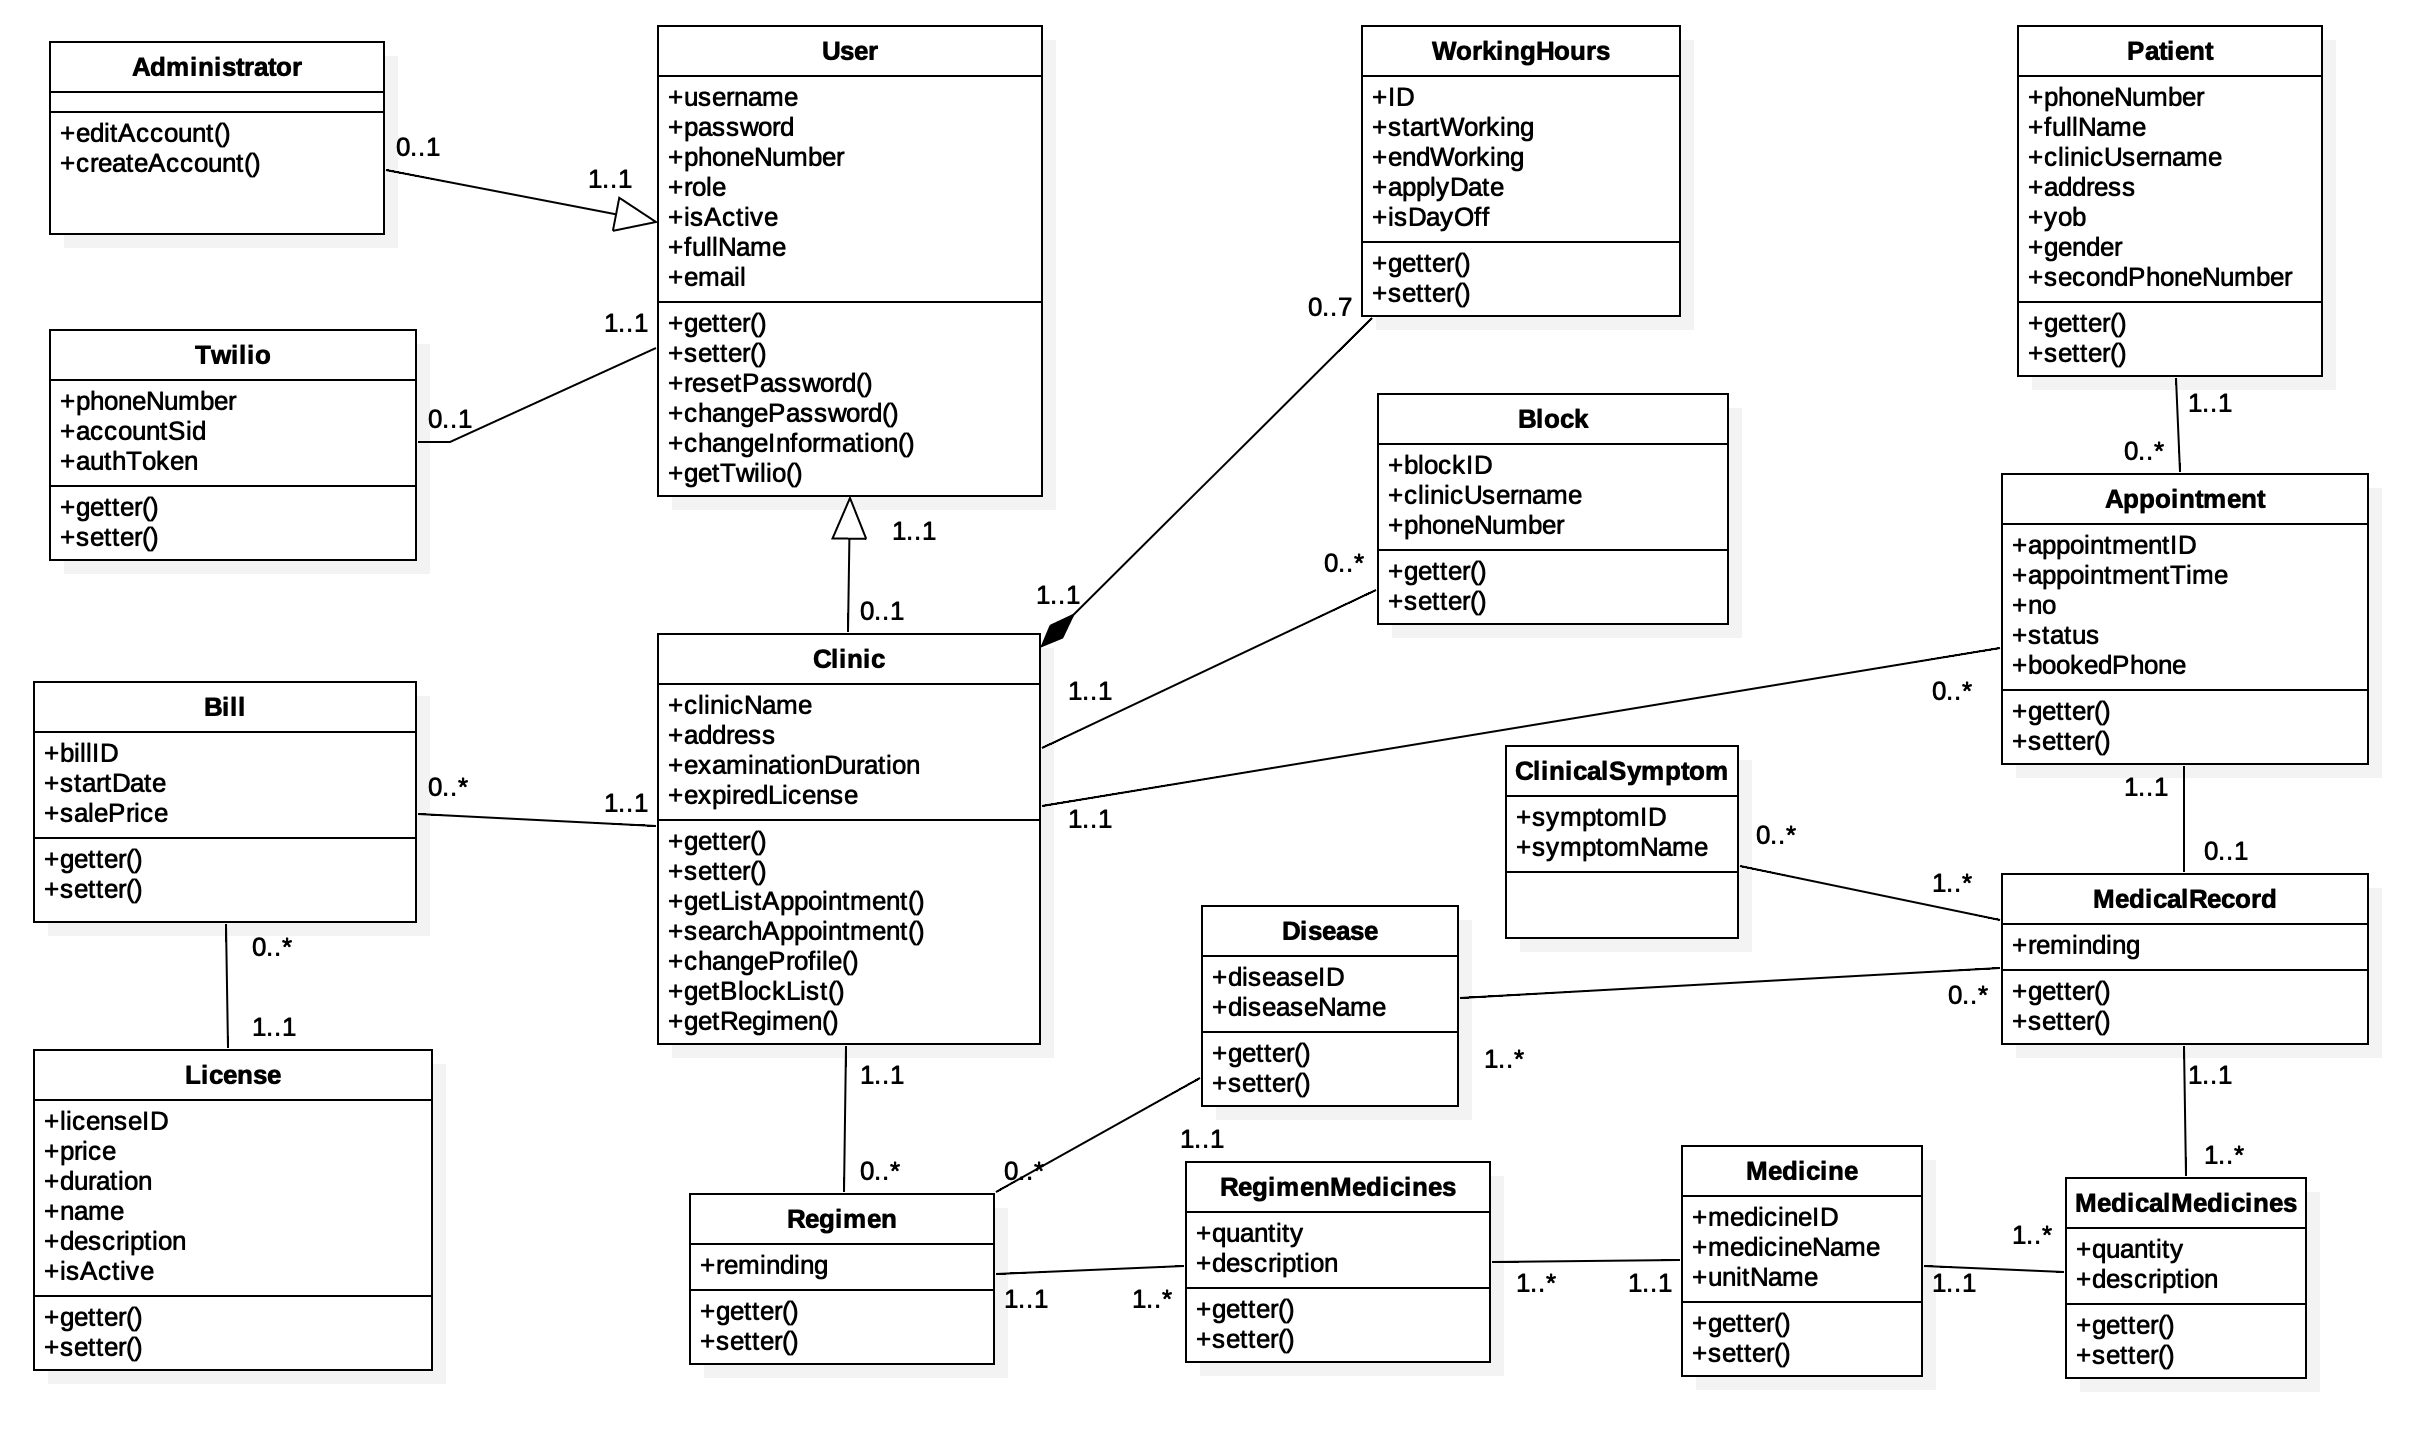 Administrator
+editAccount()
+createAccount()
0..1
1..1
User
+username
+password
+phoneNumber
+role
+isActive
+fullName
+email
+getter()
+setter()
+resetPassword()
+changePassword()
+changeInformation()
+getTwilio()
WorkingHours
+ID
+startWorking
+endWorking
+applyDate
+isDayOff
+getter()
+setter()
0..7
1..1
Patient
+phoneNumber
+fullName
+clinicUsername
+address
+yob
+gender
+secondPhoneNumber
+getter()
+setter()
1..1
0..*
Twilio
+phoneNumber
+accountSid
+authToken
+getter()
+setter()
0..1
1..1
Block
+blockID
+clinicUsername
+phoneNumber
+getter()
+setter()
0..*
1..1
Appointment
+appointmentID
+appointmentTime
+no
+status
+bookedPhone
+getter()
+setter()
0..*
1..1
1..1
0..1
1..1
0..1
Clinic
+clinicName
+address
+examinationDuration
+expiredLicense
+getter()
+setter()
+getListAppointment()
+searchAppointment()
+changeProfile()
+getBlockList()
+getRegimen()
Bill
+billID
+startDate
+salePrice
+getter()
+setter()
0..*
1..1
0..*
1..1
ClinicalSymptom
+symptomID
+symptomName
0..*
1..*
MedicalRecord
+reminding
+getter()
+setter()
Disease
+diseaseID
+diseaseName
+getter()
+setter()
0..*
1..*
1..1
0..*
License
+licenseID
+price
+duration
+name
+description
+isActive
+getter()
+setter()
1..1
0..*
Regimen
+reminding
+getter()
+setter()
1..1
1..*
RegimenMedicines
+quantity
+description
+getter()
+setter()
1..*
1..1
Medicine
+medicineID
+medicineName
+unitName
+getter()
+setter()
1..1
1..*
1..1
1..*
MedicalMedicines
+quantity
+description
+getter()
+setter()